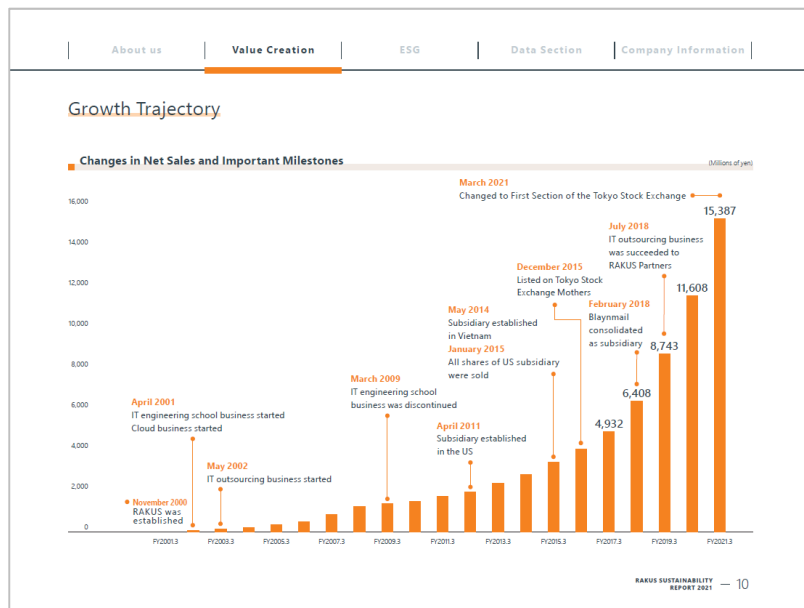 About us
Value Creation
ESG
Data Section
Company Information
Growth Trajectory
Changes in Net Sales and Important Milestones
(Millions of yen)
March 2021
Changed to First Section of the Tokyo Stock Exchange
16,000
14,000
12,000
10,000
8,000
6,000
4,000
2,000
0
15,387
July 2018
IT outsourcing business
was succeeded to
RAKUS Partners
December 2015
Listed on Tokyo Stock
Exchange Mothers
11,608
February 2018
Blaynmail
consolidated
as subsidiary
May 2014
Subsidiary established
in Vietnam
January 2015
All shares of US subsidiary
were sold
8,743
March 2009
IT engineering school
business was discontinued
6,408
April 2001
IT engineering school business started
Cloud business started
4,932
April 2011
Subsidiary established
in the US
May 2002
IT outsourcing business started
November 2000
RAKUS was
established
FY2001.3
FY2003.3
FY2005.3
FY2007.3
FY2009.3
FY2011.3
FY2013.3
FY2015.3
FY2017.3
FY2019.3
FY2021.3
RAKUS SUSTAINABILITY
REPORT 2021
10